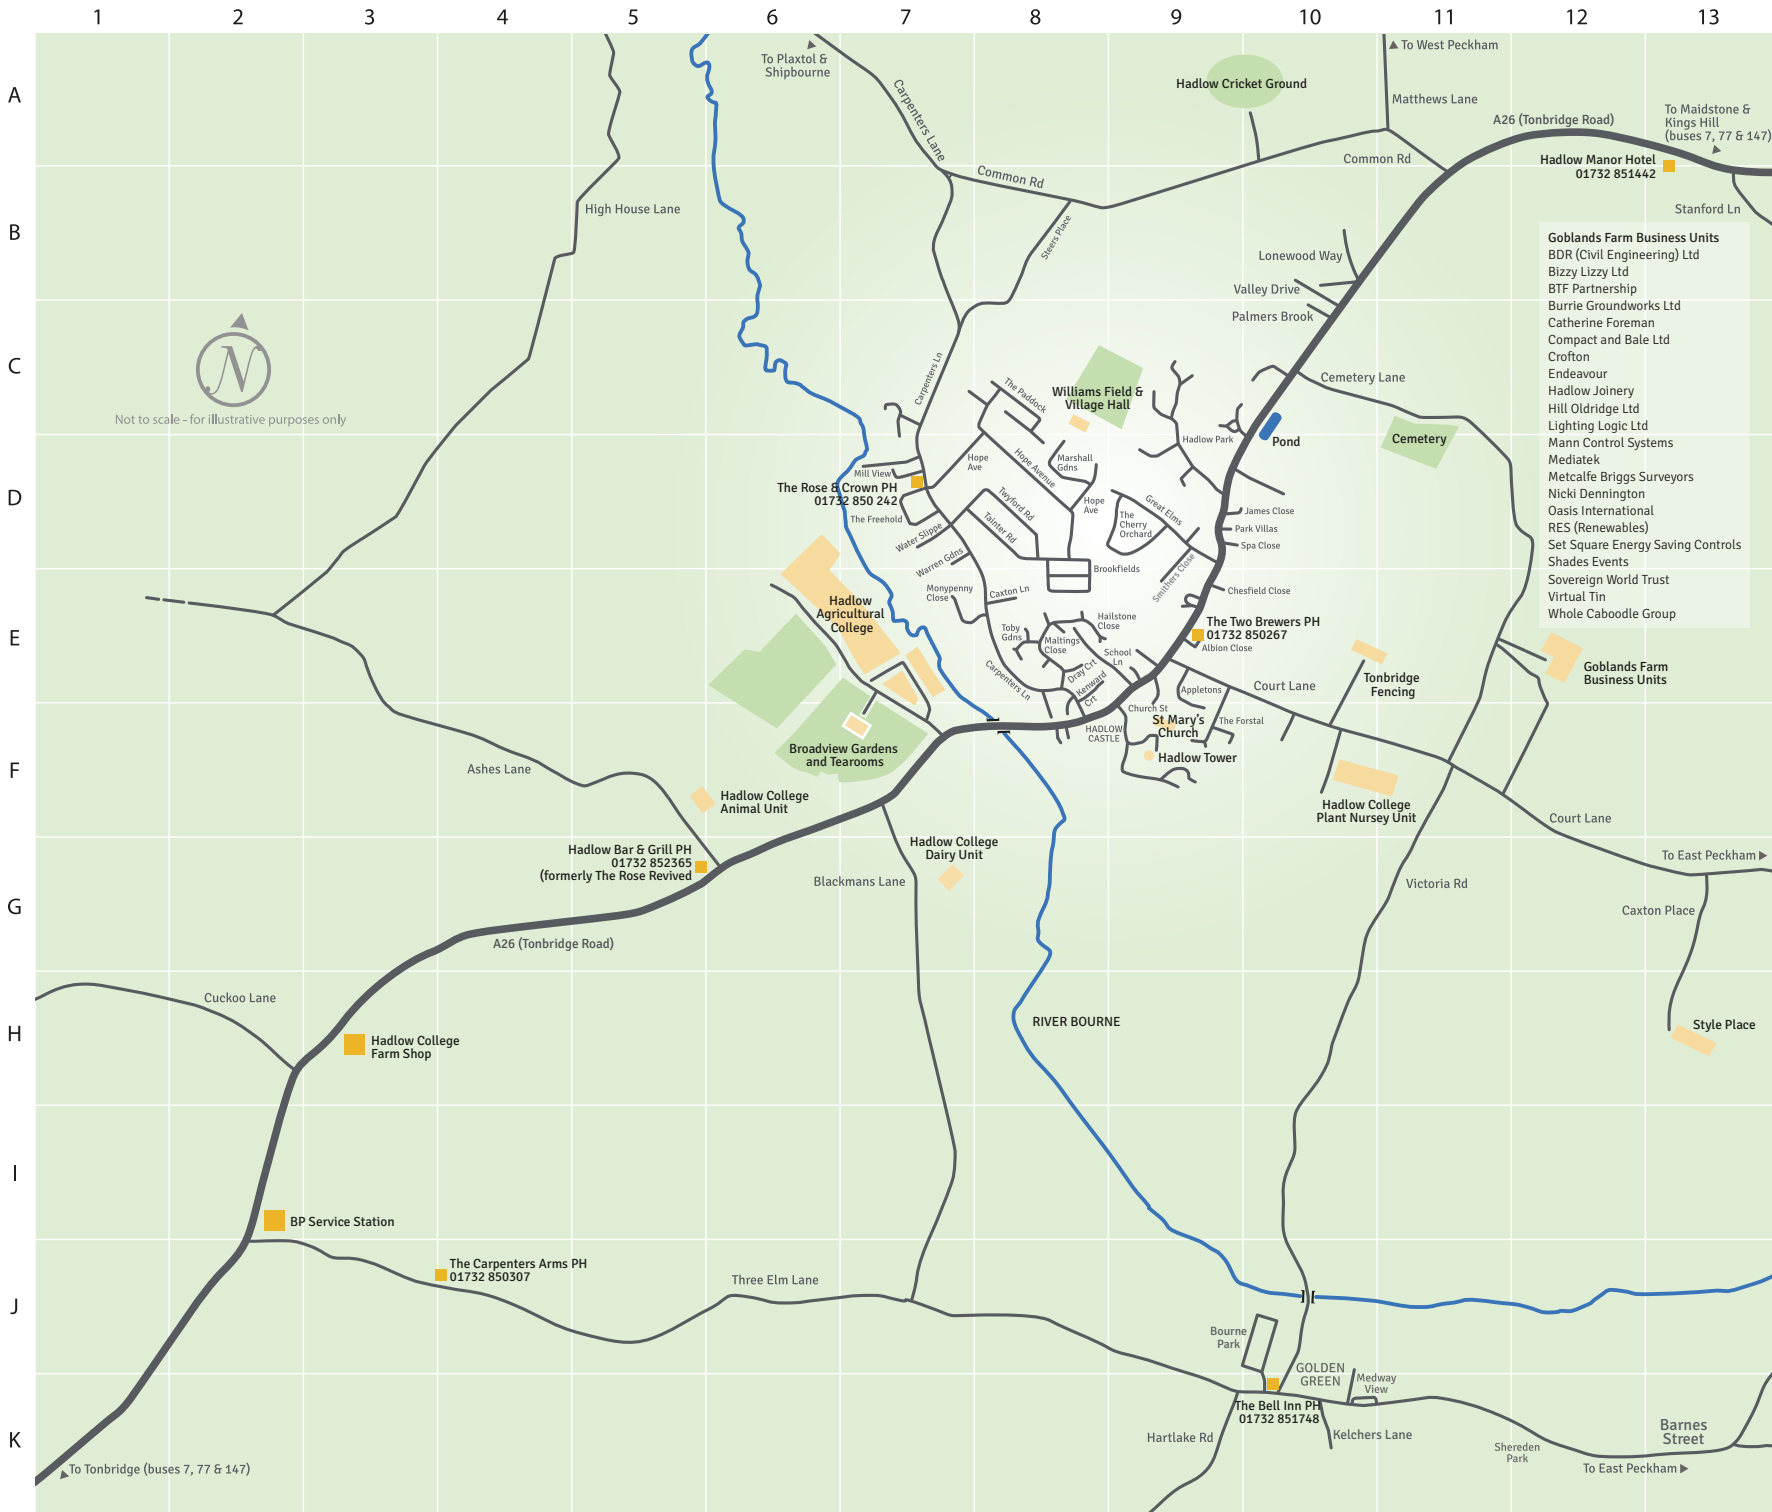 1 2 3 4 5 6 7 8 9 10 11 12 13
A
B
C
D
E
F
G
H
I
J
K
To Plaxtol &
Shipbourne
Carpenters Lane
Hadlow Cricket Ground
To West Peckham
Matthews Lane
A26 (Tonbridge Road)
To Maidstone &
Kings Hill
(buses 7, 77 & 147)
Common Rd
Common Rd
Hadlow Manor Hotel
01732 851442
Stanford Ln
High House Lane
Steers Place
Lonewood Way
Valley Drive
Palmers Brook
Goblands Farm Business Units
BDR (Civil Engineering) Ltd
Bizzy Lizzy Ltd
BTF Partnership
Burrie Groundworks Ltd
Catherine Foreman
Compact and Bale Ltd
Crofton
Endeavour
Hadlow Joinery
Hill Oldridge Ltd
Lighting Logic Ltd
Mann Control Systems
Mediatek
Metcalfe Briggs Surveyors
Nicki Dennington
Oasis International
RES (Renewables)
Set Square Energy Saving Controls
Shades Events
Sovereign World Trust
Virtual Tin
Whole Caboodle Group
N
Not to scale - for illustrative purposes only
Carpenters Ln
The Paddock
Williams Field &
Village Hall
Cemetery Lane
Cemetery
Hadlow Park
Pond
Mill View
Hope
Ave
Hope Avenue
Marshall
Gdns
The Rose & Crown PH
01732 850 242
The Freehold
Twyford Rd
Tainter Rd
Hope
Ave
The
Cherry
Orchard
Great Elms
James Close
Park Villas
Spa Close
Water Slippe
Warren Gdns
Brookfields
Smithers Close
Monypenny
Close
Caxton Ln
Chesfield Close
Hadlow
Agricultural
College
Toby
Gdns
Maltings
Close
Hailstone
Close
School
Ln
The Two Brewers PH
01732 850267
Albion Close
Carpenters Ln
Dray Crt
Kenward
Crt
Appletons
Court Lane
Tonbridge
Fencing
Goblands Farm
Business Units
Church St
St Mary's
Church
The Forstal
HADLOW
CASTLE
Hadlow Tower
Broadview Gardens
and Tearooms
Ashes Lane
Hadlow College
Animal Unit
Hadlow College
Plant Nursey Unit
Court Lane
Hadlow Bar & Grill PH
01732 852365
(formerly The Rose Revived
Hadlow College
Dairy Unit
Blackmans Lane
To East Peckham
Victoria Rd
Caxton Place
A26 (Tonbridge Road)
Cuckoo Lane
Hadlow College
Farm Shop
RIVER BOURNE
Style Place
BP Service Station
The Carpenters Arms PH
01732 850307
Three Elm Lane
Bourne
Park
GOLDEN
GREEN
Medway
View
The Bell Inn PH
01732 851748
Hartlake Rd
Kelchers Lane
Shereden
Park
Barnes
Street
To East Peckham
To Tonbridge (buses 7, 77 & 147)